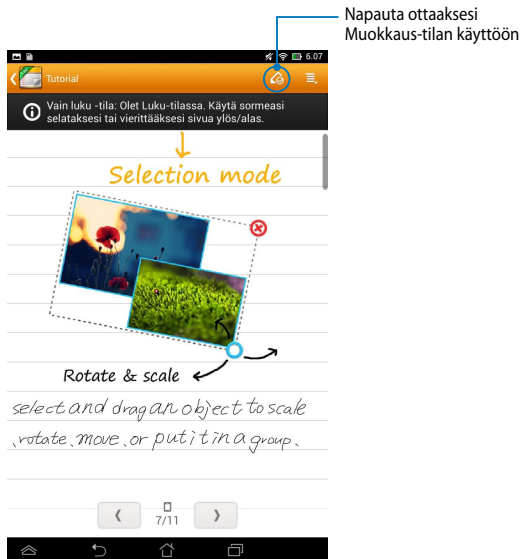 Napauta ottaaksesi
Muokkaus-tilan käyttöön
6.07
Tutorial
Vain luku -tila: Olet Luku-tilassa. Käytä sormeasi
selataksesi tai vierittääksesi sivua ylös/alas.
Selection mode
Rotate & scale
select and drag an object to scale
、rotate、move、or put it in a group、
7/11